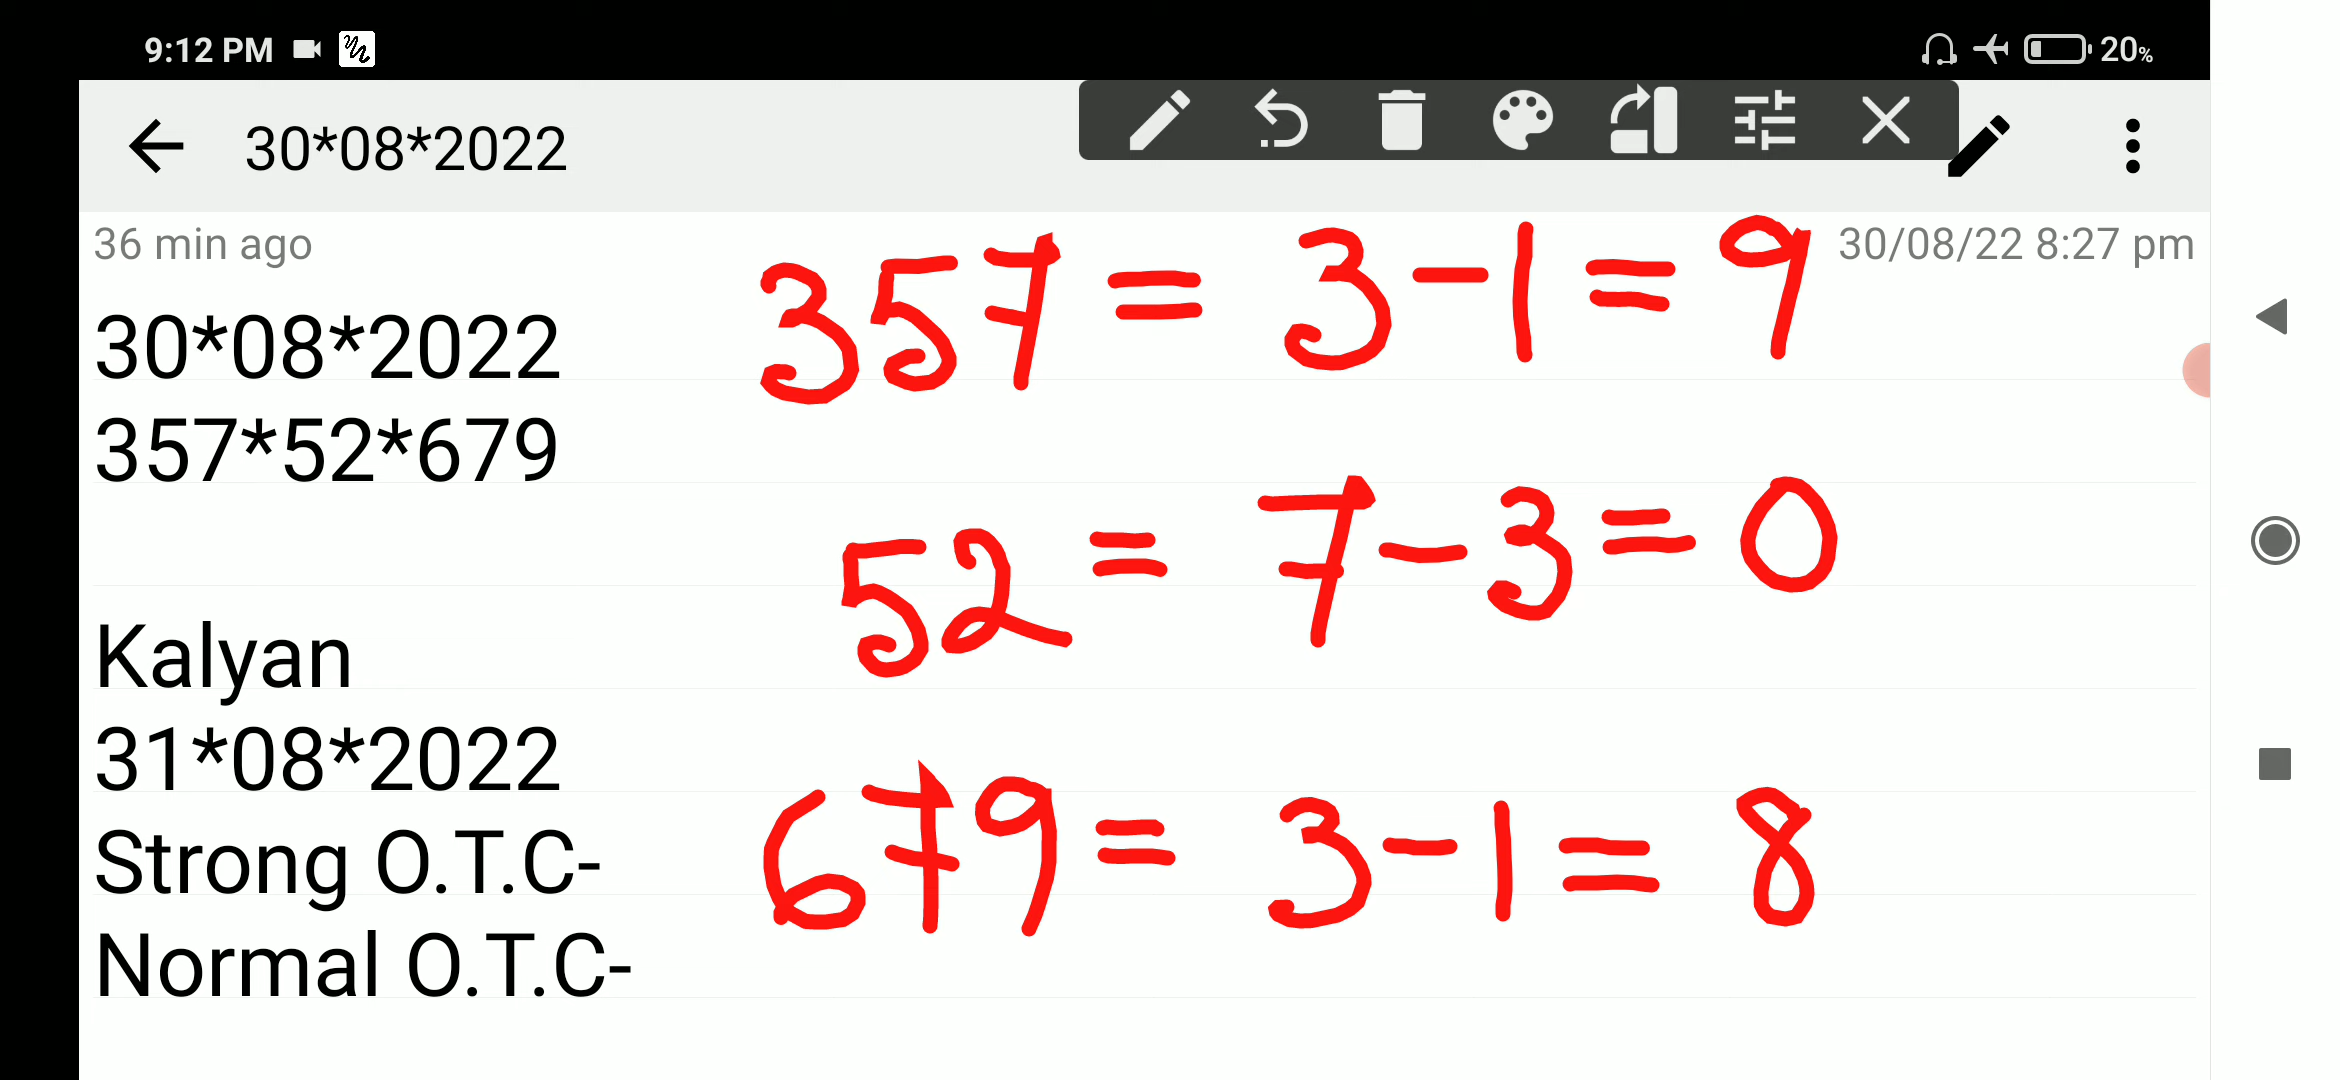 9:12 PM 20%
30*08*2022
36 min ago 30/08/22 8:27 pm
30*08*2022
357*52*679
Kalyan
31*08*2022
Strong O.T.C-
Normal O.T.C-
357 = 3-1 = 9
52 = 7-3 = 0
679 = 3-1 = 8